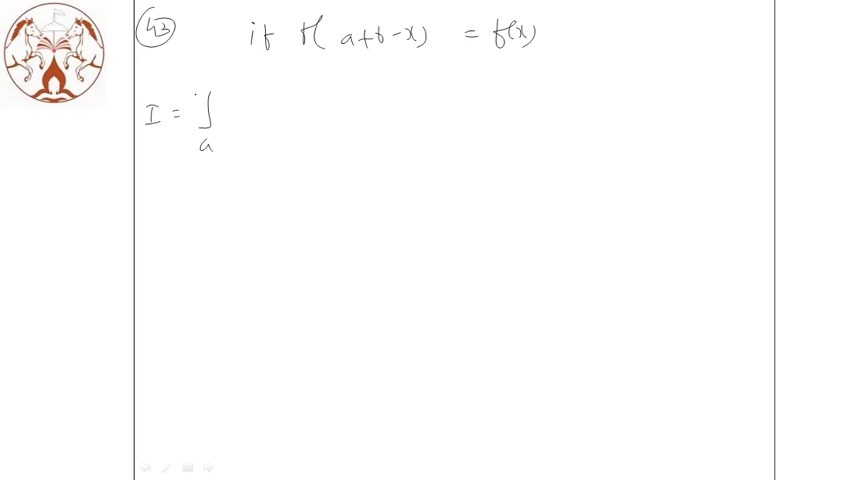 43 if f( a+b-x) = f(x)
I = ∫
a